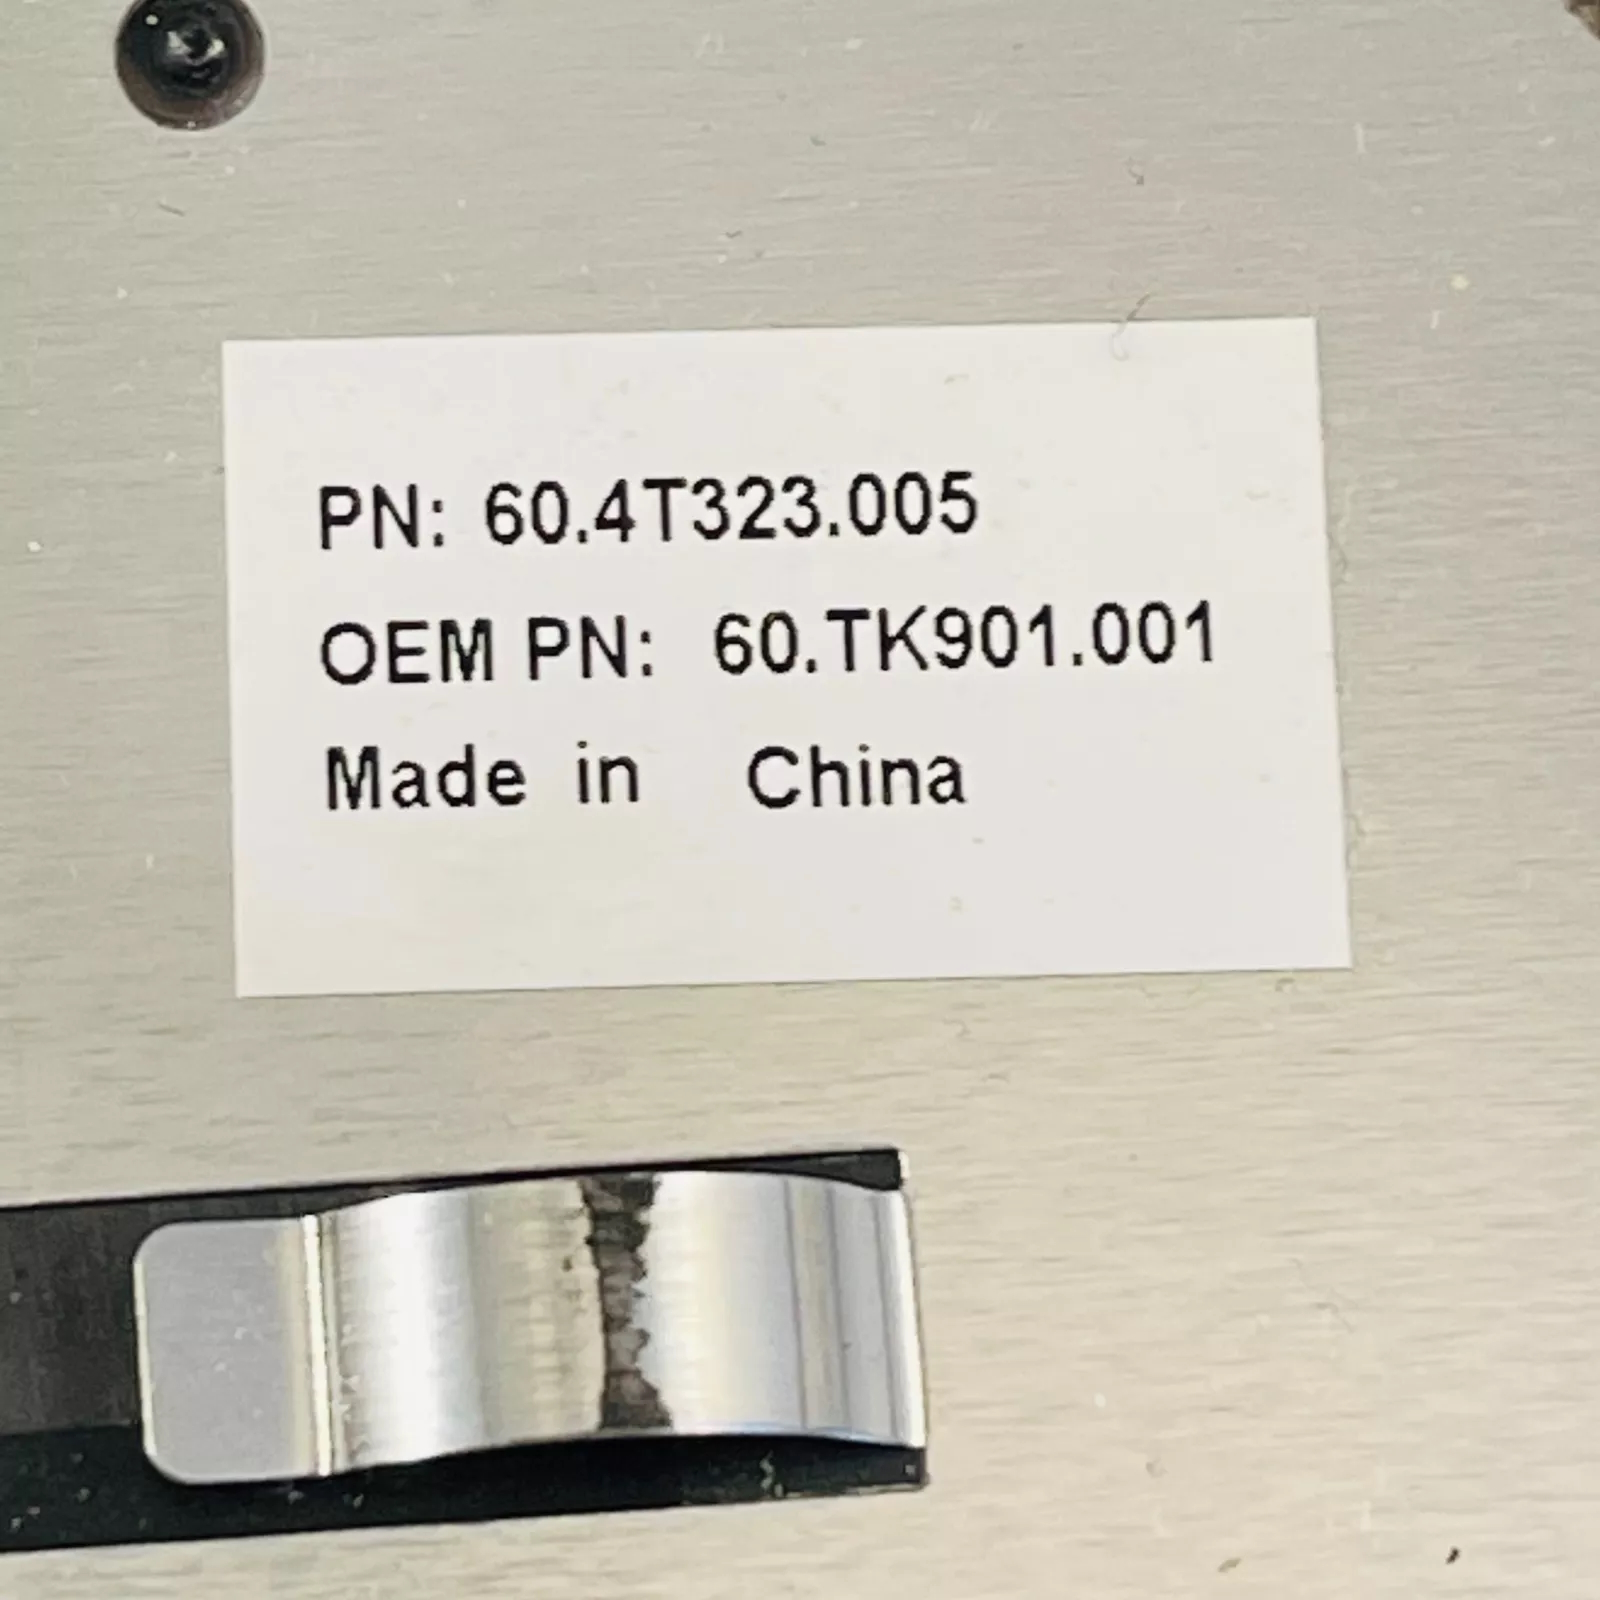 PN: 60.4T323.005
OEM PN: 60.TK901.001
Made in China